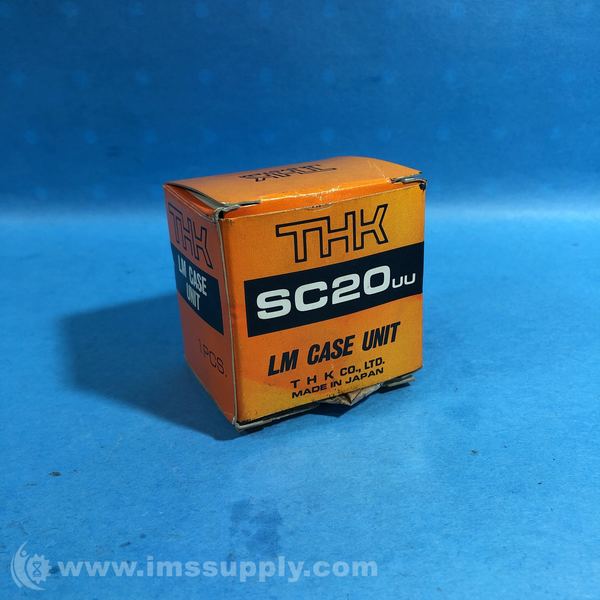 THK
THK
SC20UU
LM CASE UNIT
T H K CO., LTD.
MADE IN JAPAN
THK
LM CASE
UNIT
1 PCS.
www.imssupply.com